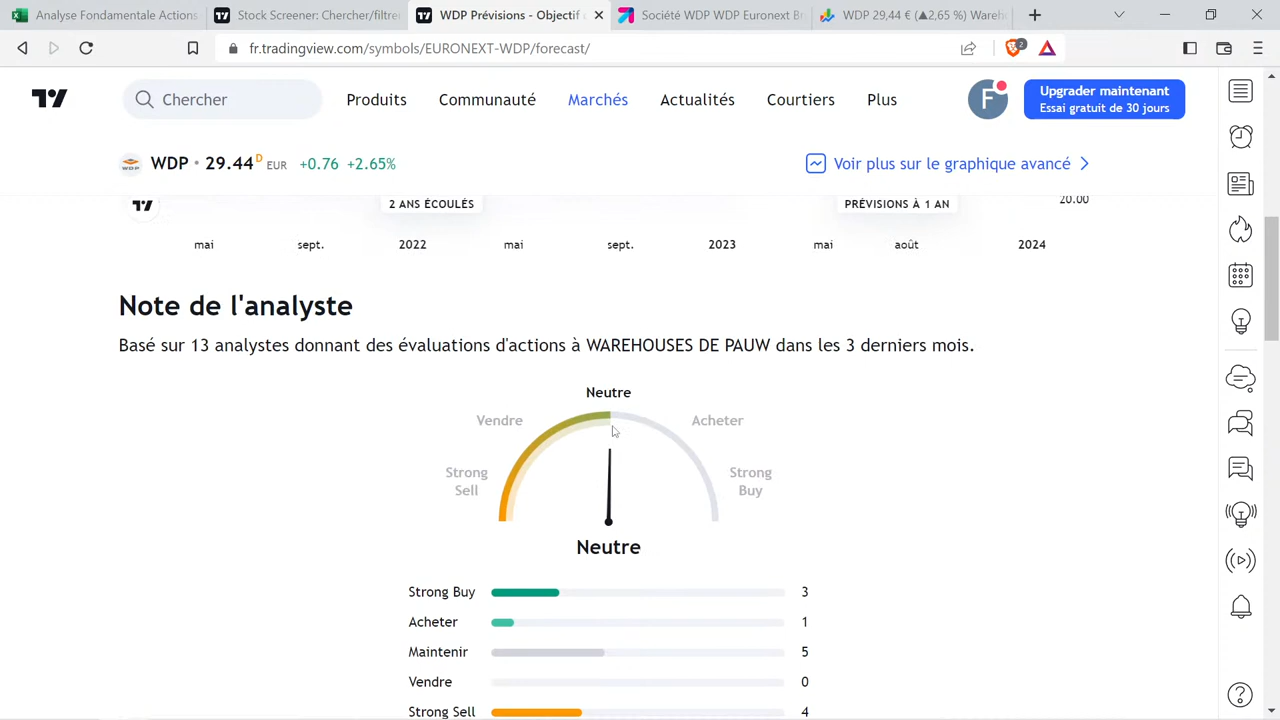 Analyse Fondamentale Actions
Stock Screener: Chercher/filtrer
WDP Prévisions - Objectif
Société WDP WDP Euronext B
WDP 29,44 € (▲2,65 %) Wareh
fr.tradingview.com/symbols/EURONEXT-WDP/forecast/
2
Chercher
Produits
Communauté
Marchés
Actualités
Courtiers
Plus
F
Upgrader maintenant
Essai gratuit de 30 jours
WDP
WDP • 29.44 D EUR +0.76 +2.65%
Voir plus sur le graphique avancé
2 ANS ÉCOULÉS
PRÉVISIONS À 1 AN
20.00
mai sept. 2022 mai sept. 2023 mai août 2024
Note de l'analyste
Basé sur 13 analystes donnant des évaluations d'actions à WAREHOUSES DE PAUW dans les 3 derniers mois.
Neutre
Vendre
Acheter
Strong
Sell
Strong
Buy
Neutre
Strong Buy 3
Acheter 1
Maintenir 5
Vendre 0
Strong Sell 4